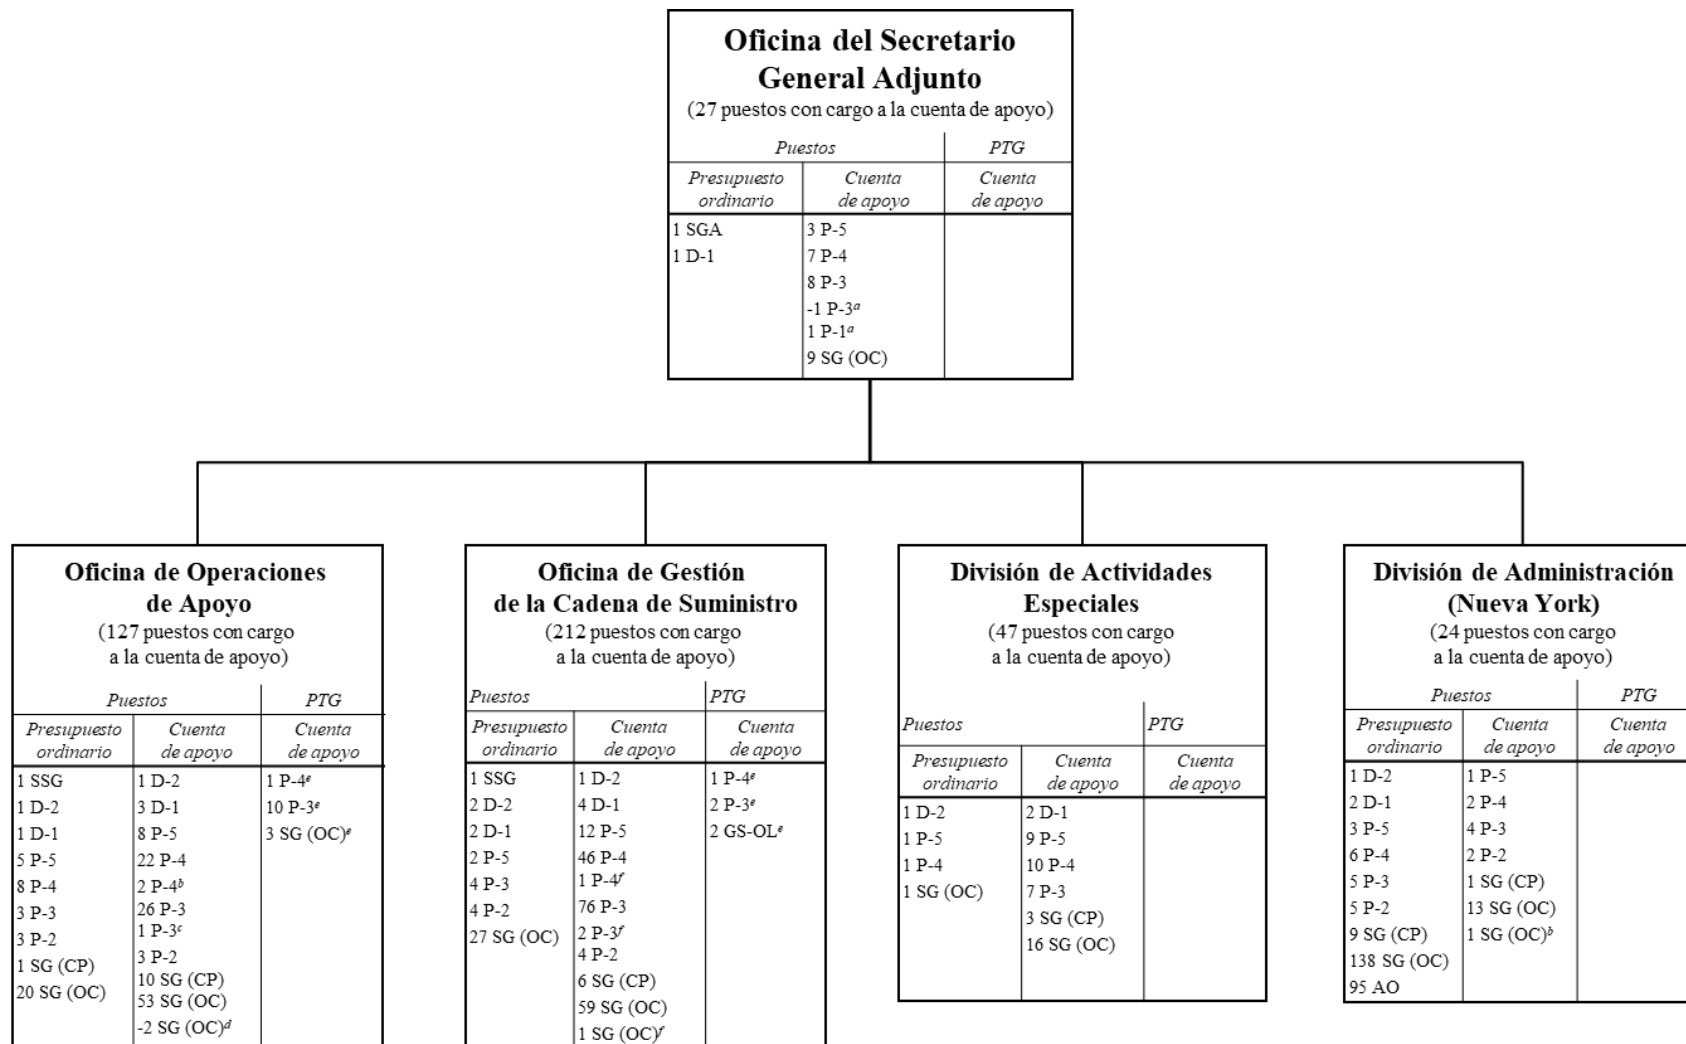 Oficina del Secretario
General Adjunto
(27 puestos con cargo a la cuenta de apoyo)
Puestos PTG
Presupuesto ordinario Cuenta de apoyo Cuenta de apoyo
1 SGA
1 D-1
3 P-5
7 P-4
8 P-3
-1 P-3ᵃ
1 P-1ᵃ
9 SG (OC)
Oficina de Operaciones
de Apoyo
(127 puestos con cargo
a la cuenta de apoyo)
Puestos PTG
Presupuesto ordinario Cuenta de apoyo Cuenta de apoyo
1 SSG
1 D-2
1 D-1
5 P-5
8 P-4
3 P-3
3 P-2
1 SG (CP)
20 SG (OC)
1 D-2
3 D-1
8 P-5
22 P-4
2 P-4ᵇ
26 P-3
1 P-3ᶜ
3 P-2
10 SG (CP)
53 SG (OC)
-2 SG (OC)ᵈ
1 P-4ᵉ
10 P-3ᵉ
3 SG (OC)ᵉ
Oficina de Gestión
de la Cadena de Suministro
(212 puestos con cargo
a la cuenta de apoyo)
Puestos PTG
Presupuesto ordinario Cuenta de apoyo Cuenta de apoyo
1 SSG
2 D-2
2 D-1
2 P-5
4 P-3
4 P-2
27 SG (OC)
1 D-2
4 D-1
12 P-5
46 P-4
1 P-4ᶠ
76 P-3
2 P-3ᶠ
4 P-2
6 SG (CP)
59 SG (OC)
1 SG (OC)ᶠ
1 P-4ᵉ
2 P-3ᵉ
2 GS-OLᵉ
División de Actividades
Especiales
(47 puestos con cargo
a la cuenta de apoyo)
Puestos PTG
Presupuesto ordinario Cuenta de apoyo Cuenta de apoyo
1 D-2
1 P-5
1 P-4
1 SG (OC)
2 D-1
9 P-5
10 P-4
7 P-3
3 SG (CP)
16 SG (OC)
División de Administración
(Nueva York)
(24 puestos con cargo
a la cuenta de apoyo)
Puestos PTG
Presupuesto ordinario Cuenta de apoyo Cuenta de apoyo
1 D-2
2 D-1
3 P-5
6 P-4
5 P-3
5 P-2
9 SG (CP)
138 SG (OC)
95 AO
1 P-5
2 P-4
4 P-3
2 P-2
1 SG (CP)
13 SG (OC)
1 SG (OC)ᵇ